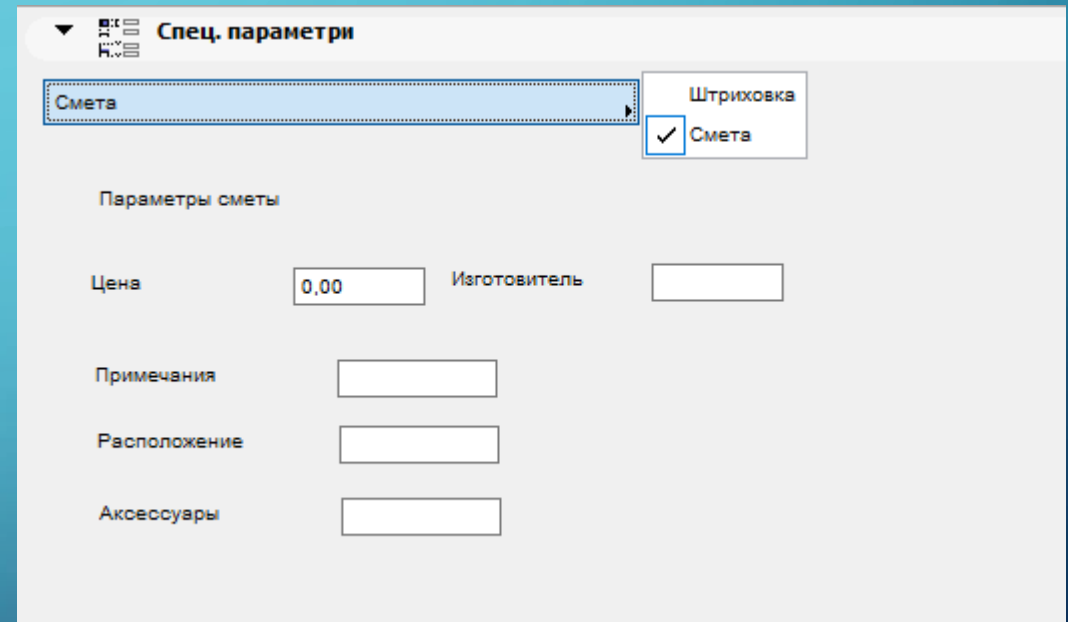 Спец. параметри
Смета
Штриховка
Смета
Параметры сметы
Цена 0,00 Изготовитель
Примечания
Расположение
Аксессуары